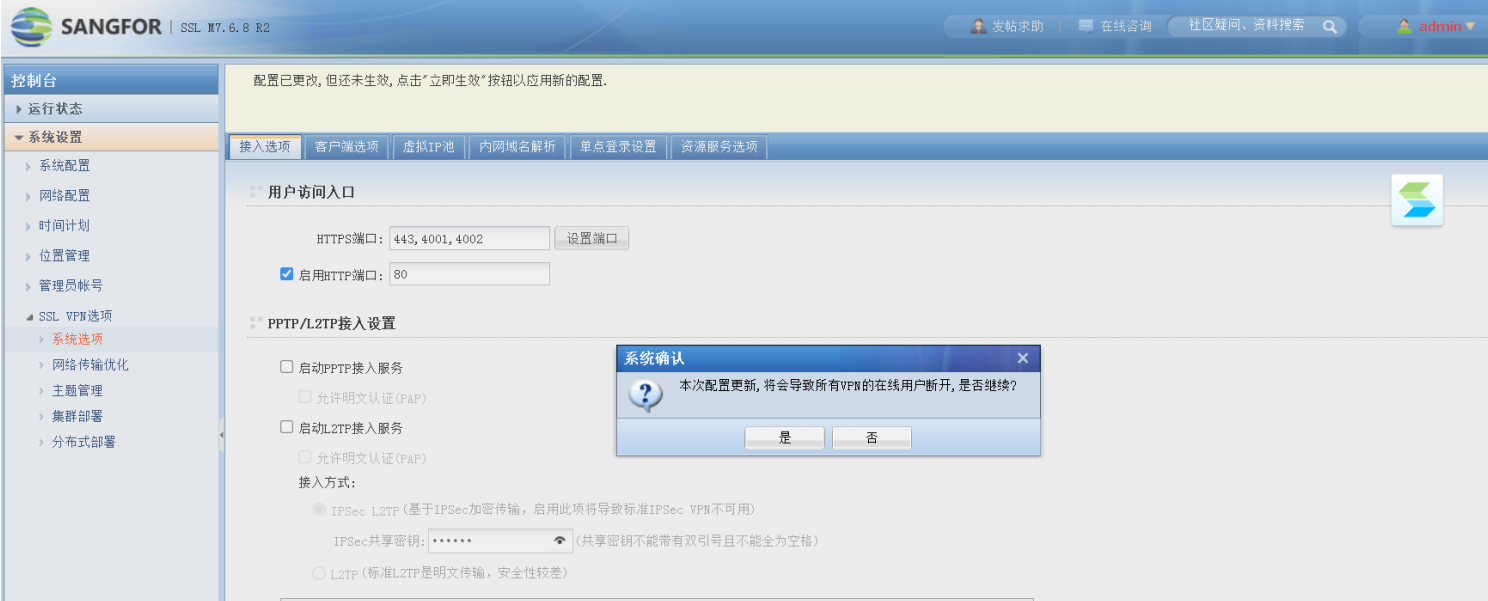 SANGFOR | SSL M7.6.8 R2
发帖求助 | 在线咨询 社区疑问、资料搜索 admin
控制台
配置已更改,但还未生效,点击"立即生效"按钮以应用新的配置.
运行状态
系统设置
系统配置
网络配置
时间计划
位置管理
管理员帐号
SSL VPN选项
系统选项
网络传输优化
主题管理
集群部署
分布式部署
接入选项 客户端选项 虚拟IP池 内网域名解析 单点登录设置 资源服务选项
用户访问入口
HTTPS端口: 443,4001,4002 设置端口
启用HTTP端口: 80
PPTP/L2TP接入设置
启动PPTP接入服务
允许明文认证(PAP)
启动L2TP接入服务
允许明文认证(PAP)
接入方式:
IPSec L2TP(基于IPSec加密传输，启用此项将导致标准IPSec VPN不可用)
IPSec共享密钥: •••••• (共享密钥不能带有双引号且不能全为空格)
L2TP(标准L2TP是明文传输，安全性较差)
系统确认
本次配置更新,将会导致所有VPN的在线用户断开,是否继续?
是 否